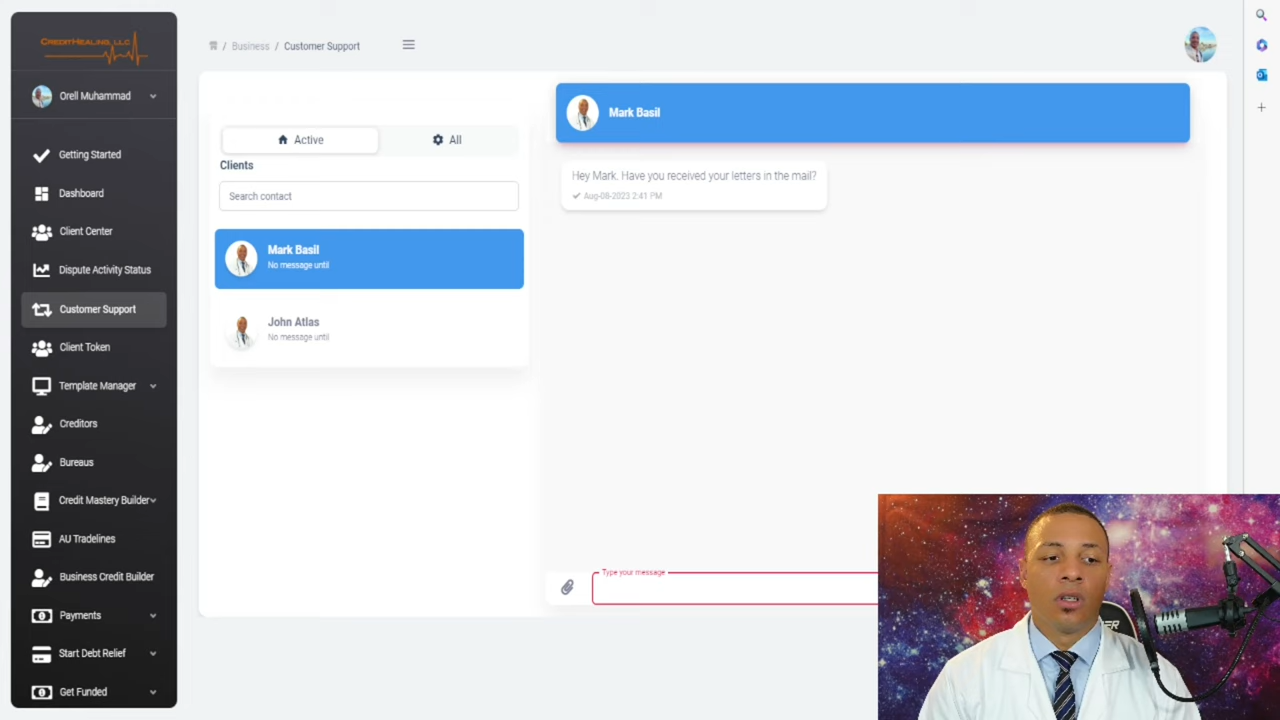 CREDITHEALING, LLC
Orell Muhammad
Getting Started
Dashboard
Client Center
Dispute Activity Status
Customer Support
Client Token
Template Manager
Creditors
Bureaus
Credit Mastery Builder
AU Tradelines
Business Credit Builder
Payments
Start Debt Relief
Get Funded
/ Business / Customer Support
Active
All
Clients
Search contact
Mark Basil
No message until
John Atlas
No message until
Mark Basil
Hey Mark. Have you received your letters in the mail?
Aug-08-2023 2:41 PM
Type your message